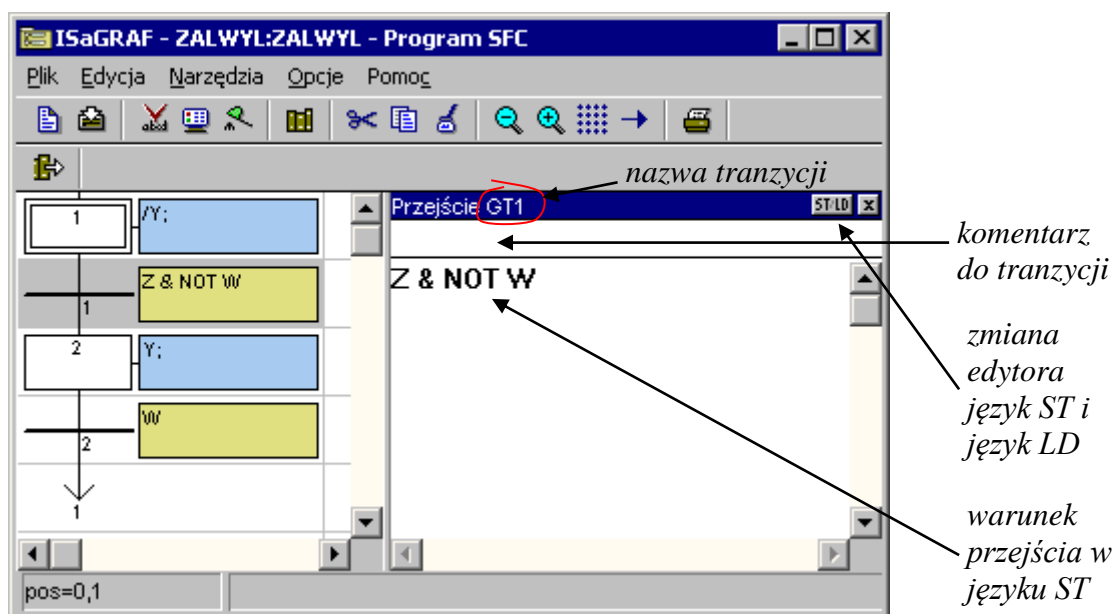 ISaGRAF - ZALWYL:ZALWYL - Program SFC
Plik Edycja Narzędzia Opcje Pomoc
abcd
nazwa tranzycji
Przejście GT1
ST/LD
komentarz
do tranzycji
1
/Y;
Z & NOT W
1
2
Y;
W
2
1
Z & NOT W
zmiana
edytora
język ST i
język LD
warunek
przejścia w
języku ST
pos=0,1